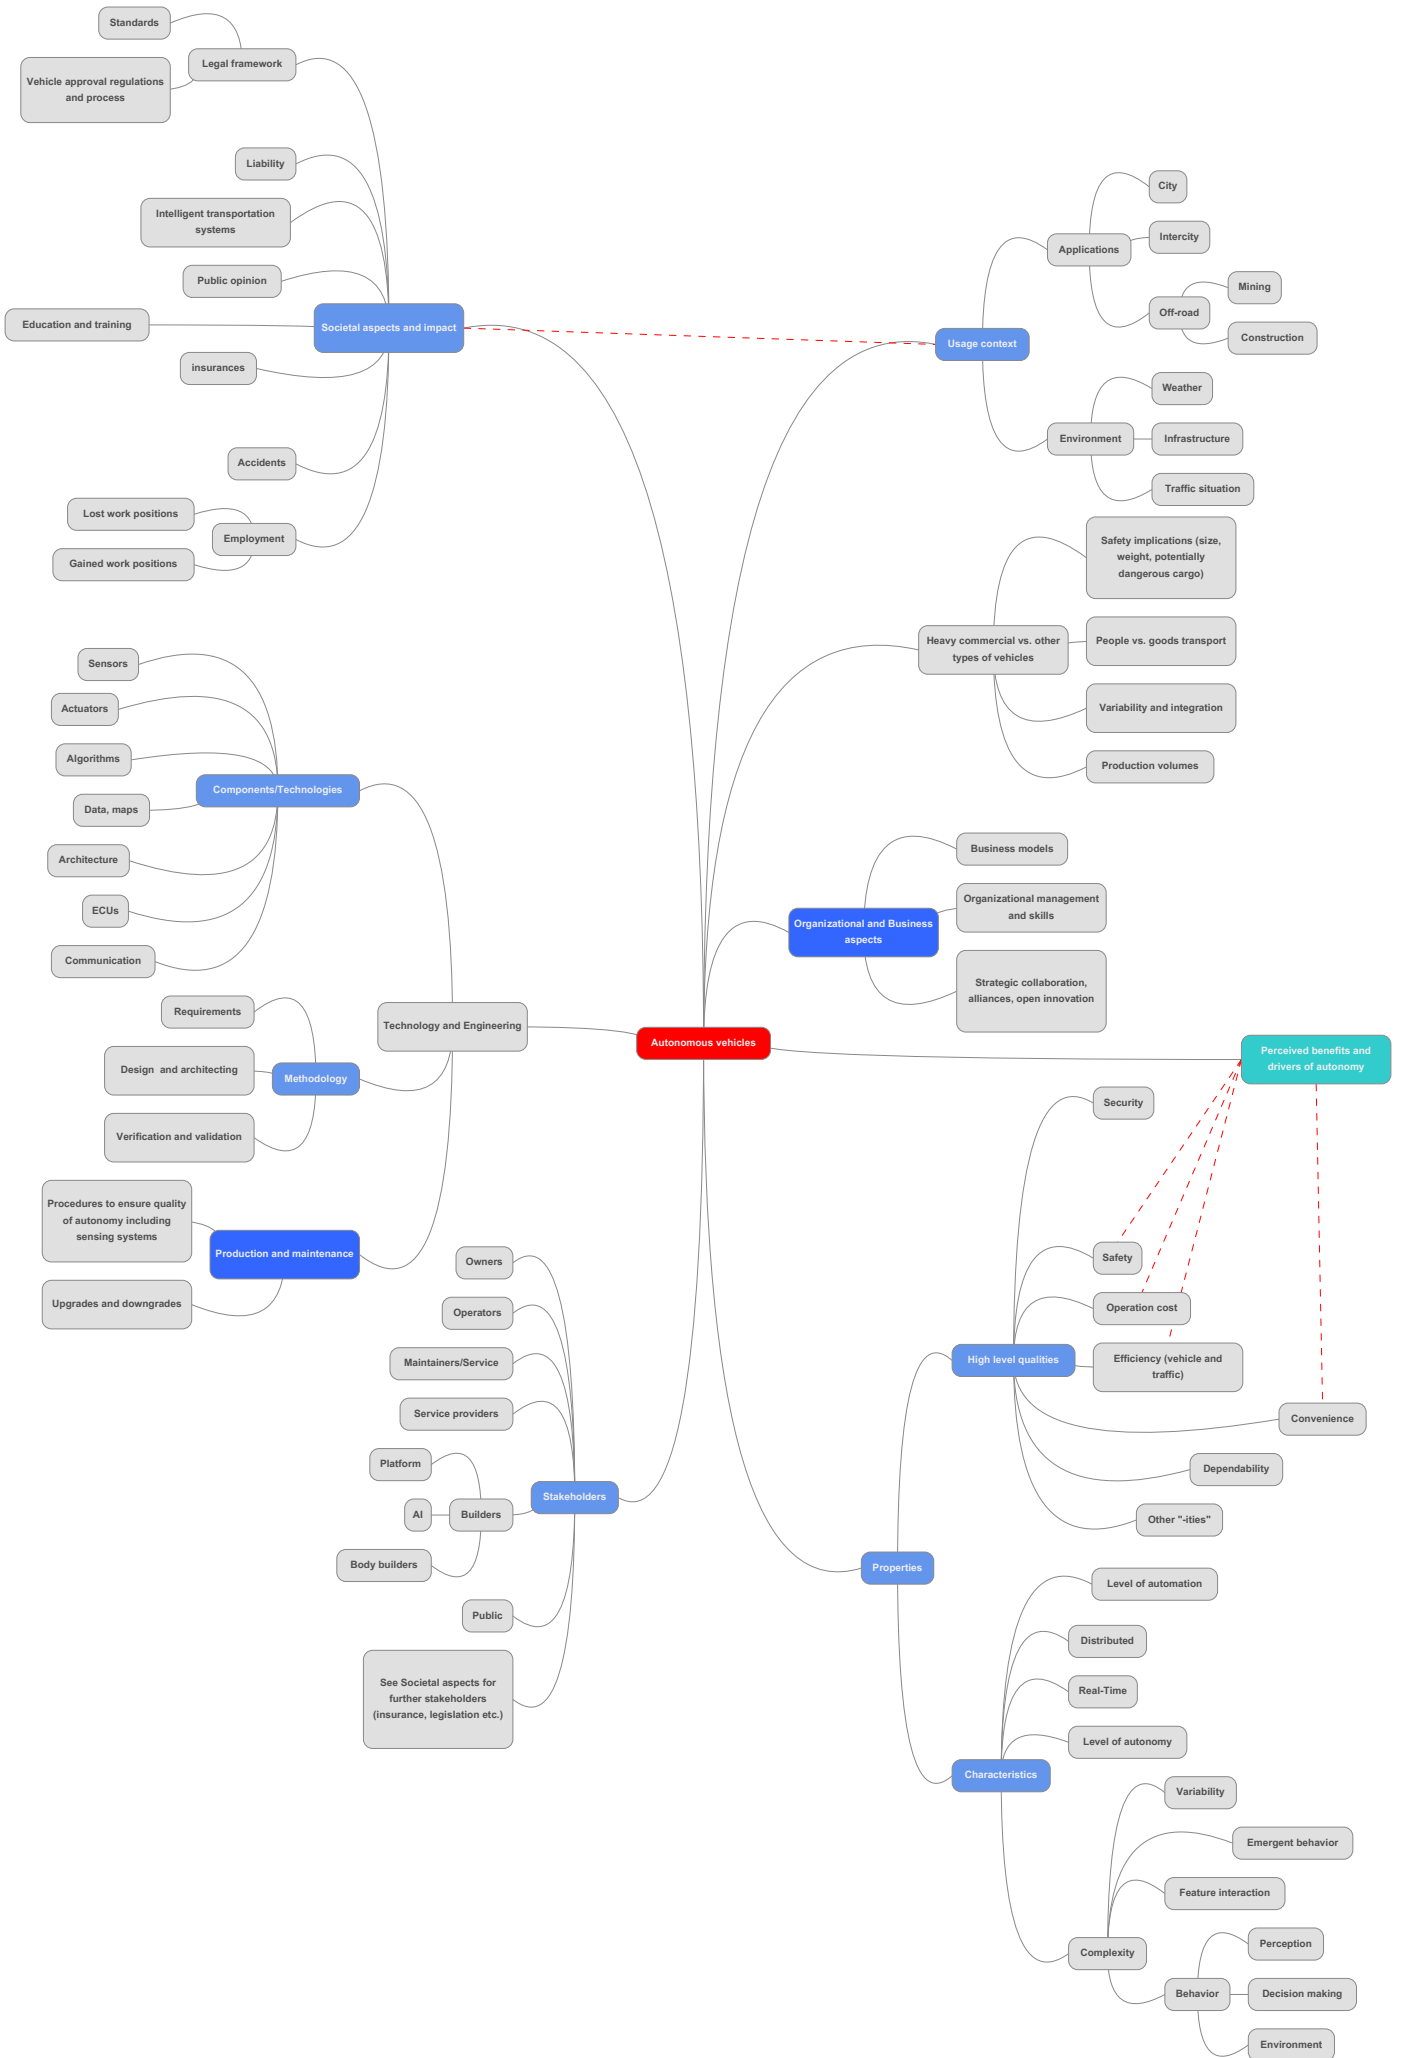 Standards
Legal framework
Vehicle approval regulations
and process
Liability
Intelligent transportation
systems
Public opinion
Education and training
Societal aspects and impact
insurances
Accidents
Lost work positions
Employment
Gained work positions
City
Applications
Intercity
Mining
Off-road
Construction
Usage context
Weather
Environment
Infrastructure
Traffic situation
Safety implications (size,
weight, potentially
dangerous cargo)
Heavy commercial vs. other
types of vehicles
People vs. goods transport
Variability and integration
Production volumes
Sensors
Actuators
Algorithms
Components/Technologies
Data, maps
Architecture
ECUs
Communication
Business models
Organizational management
and skills
Organizational and Business
aspects
Strategic collaboration,
alliances, open innovation
Requirements
Technology and Engineering
Autonomous vehicles
Design  and architecting
Methodology
Verification and validation
Procedures to ensure quality
of autonomy including
sensing systems
Production and maintenance
Upgrades and downgrades
Perceived benefits and
drivers of autonomy
Security
Safety
Operation cost
High level qualities
Efficiency (vehicle and
traffic)
Convenience
Dependability
Other "-ities"
Owners
Operators
Maintainers/Service
Service providers
Platform
Stakeholders
AI
Builders
Body builders
Public
See Societal aspects for
further stakeholders
(insurance, legislation etc.)
Properties
Level of automation
Distributed
Real-Time
Level of autonomy
Characteristics
Variability
Emergent behavior
Feature interaction
Complexity
Perception
Behavior
Decision making
Environment